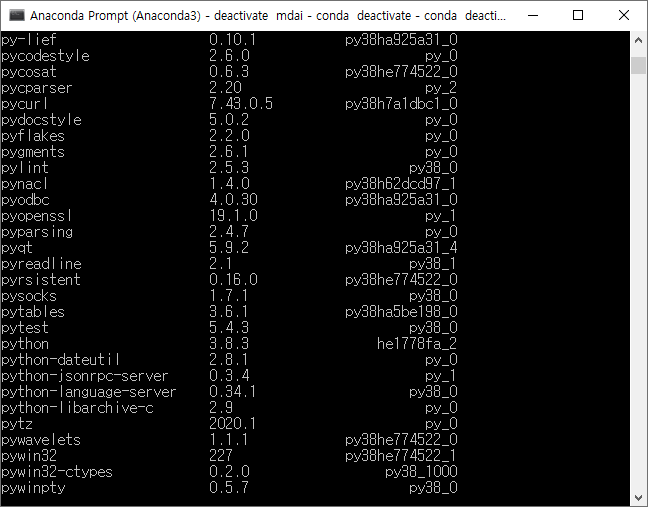 Anaconda Prompt (Anaconda3) - deactivate mdai - conda deactivate - conda deacti...
py-lief 0.10.1 py38ha925a31_0
pycodestyle 2.6.0 py_0
pycosat 0.6.3 py38he774522_0
pycparser 2.20 py_2
pycurl 7.43.0.5 py38h7a1dbc1_0
pydocstyle 5.0.2 py_0
pyflakes 2.2.0 py_0
pygments 2.6.1 py_0
pylint 2.5.3 py38_0
pynacl 1.4.0 py38h62dcd97_1
pyodbc 4.0.30 py38ha925a31_0
pyopenssl 19.1.0 py_1
pyparsing 2.4.7 py_0
pyqt 5.9.2 py38ha925a31_4
pyreadline 2.1 py38_1
pyrsistent 0.16.0 py38he774522_0
pysocks 1.7.1 py38_0
pytables 3.6.1 py38ha5be198_0
pytest 5.4.3 py38_0
python 3.8.3 he1778fa_2
python-dateutil 2.8.1 py_0
python-jsonrpc-server 0.3.4 py_1
python-language-server 0.34.1 py38_0
python-libarchive-c 2.9 py_0
pytz 2020.1 py_0
pywavelets 1.1.1 py38he774522_0
pywin32 227 py38he774522_1
pywin32-ctypes 0.2.0 py38_1000
pywinpty 0.5.7 py38_0